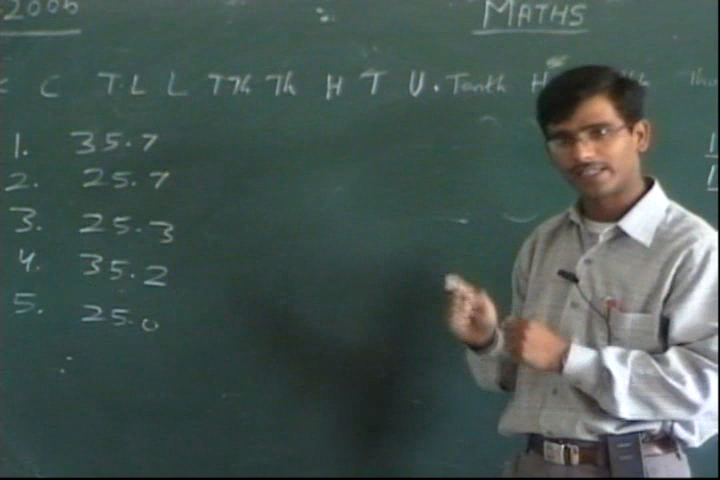 2006 MATHS
C T.L L TTh Th H T U. Tenth H
1. 35.7
2. 25.7
3. 25.3
4. 35.2
5. 25.0